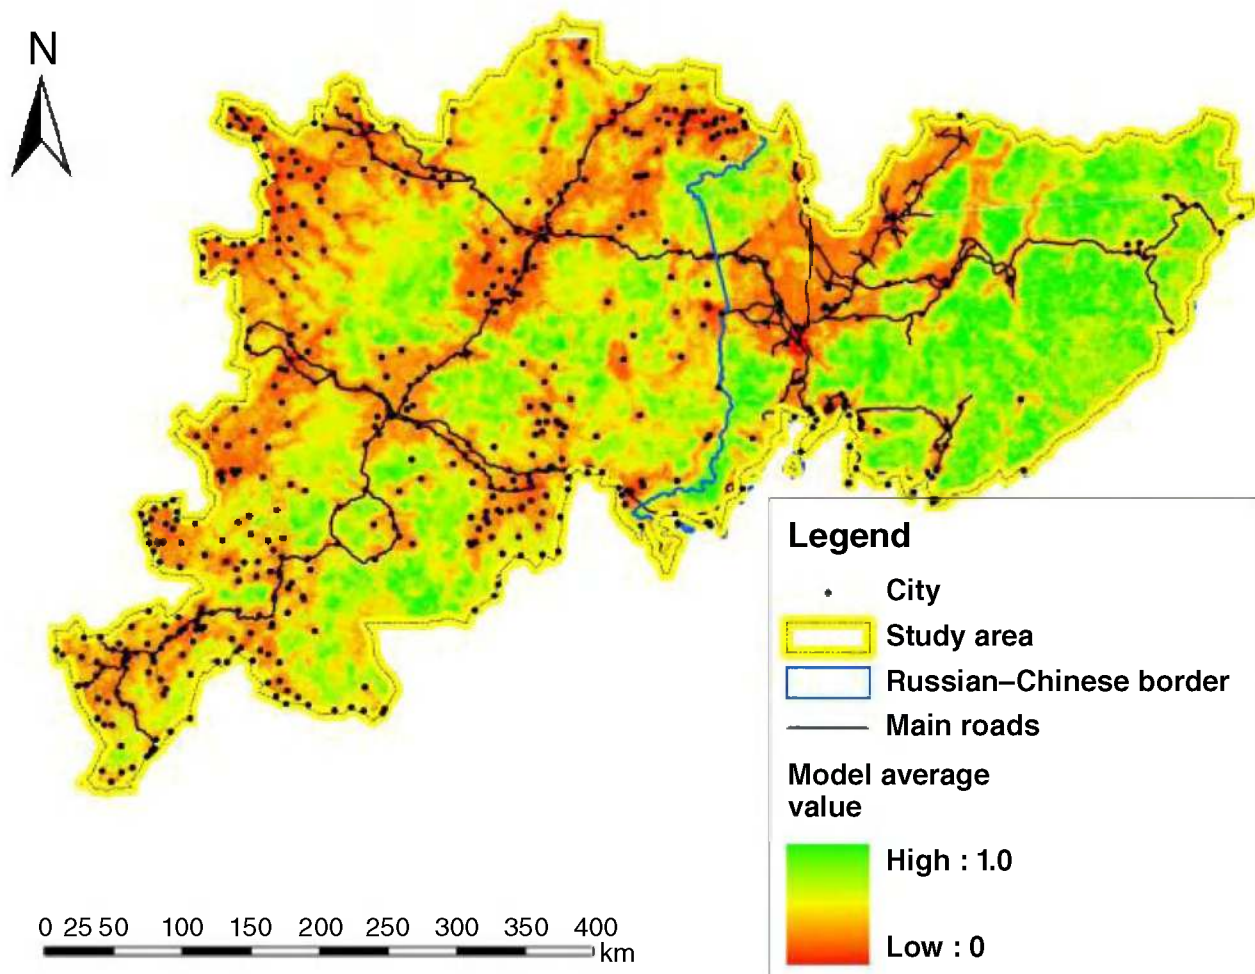 N
Legend
City
Study area
Russian–Chinese border
Main roads
Model average
value
High : 1.0
Low : 0
0 25 50 100 150 200 250 300 350 400
km